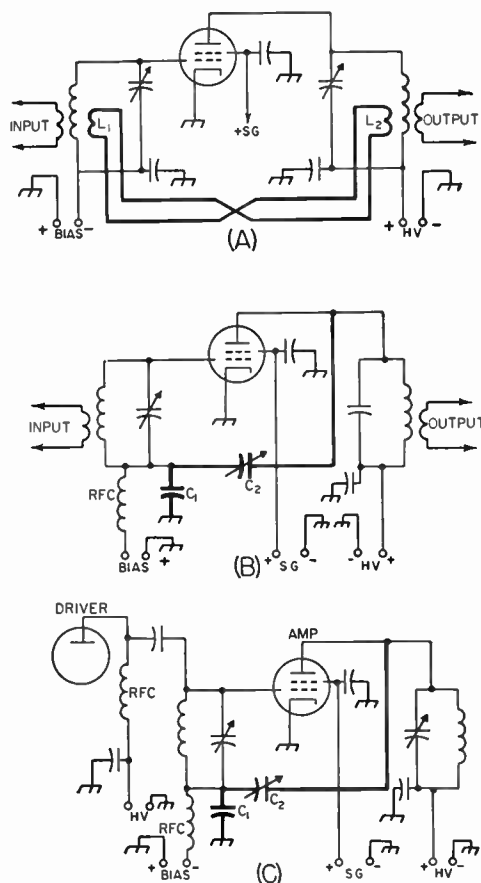 +SG
INPUT
L1
L2
OUTPUT
+ BIAS -
+ HV -
(A)
INPUT
OUTPUT
RFC
C1
C2
BIAS +
+ SG -
- HV +
(B)
DRIVER
AMP
RFC
HV
C1
C2
RFC
+ BIAS -
+ SG -
+ HV -
(C)